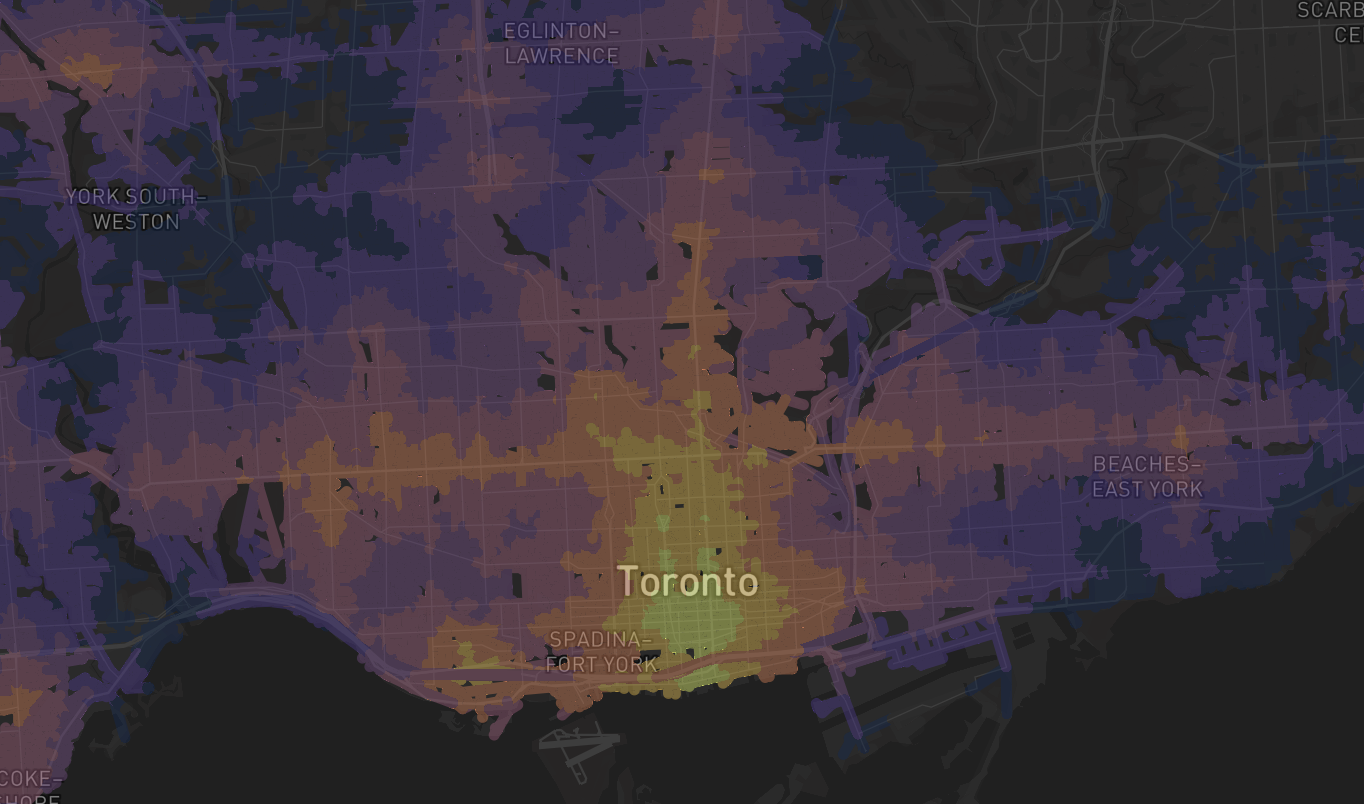 SCARB
CE
EGLINTON–
LAWRENCE
YORK SOUTH–
WESTON
BEACHES–
EAST YORK
Toronto
SPADINA–
FORT YORK
COKE–
HORE